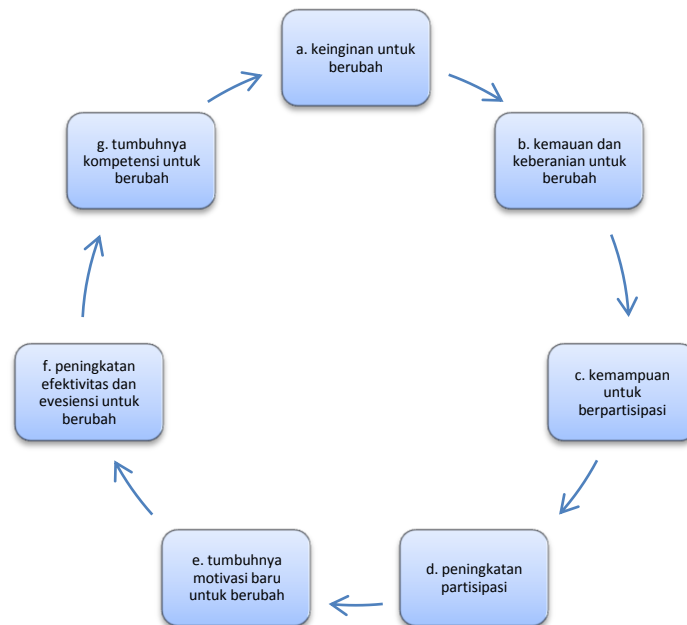 a. keinginan untuk
berubah
b. kemauan dan
keberanian untuk
berubah
c. kemampuan
untuk
berpartisipasi
d. peningkatan
partisipasi
e. tumbuhnya
motivasi baru
untuk berubah
f. peningkatan
efektivitas dan
evesiensi untuk
berubah
g. tumbuhnya
kompetensi untuk
berubah